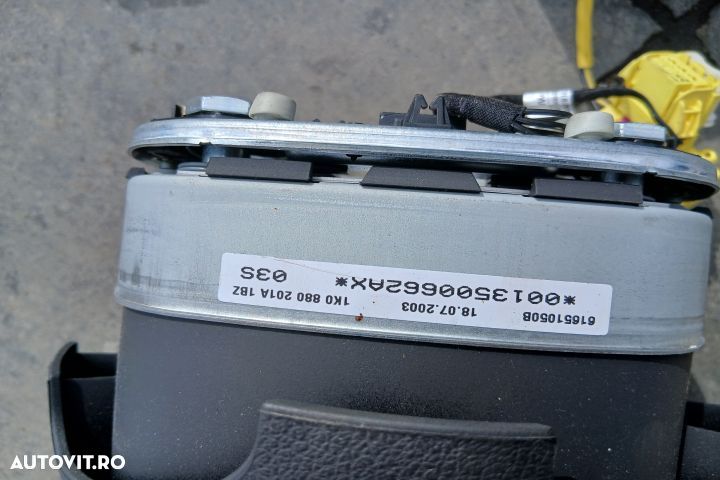 61651050B 18.07.2003 1K0 880 201A 1BZ
*0013500662AX* 03S
AUTOVIT.RO